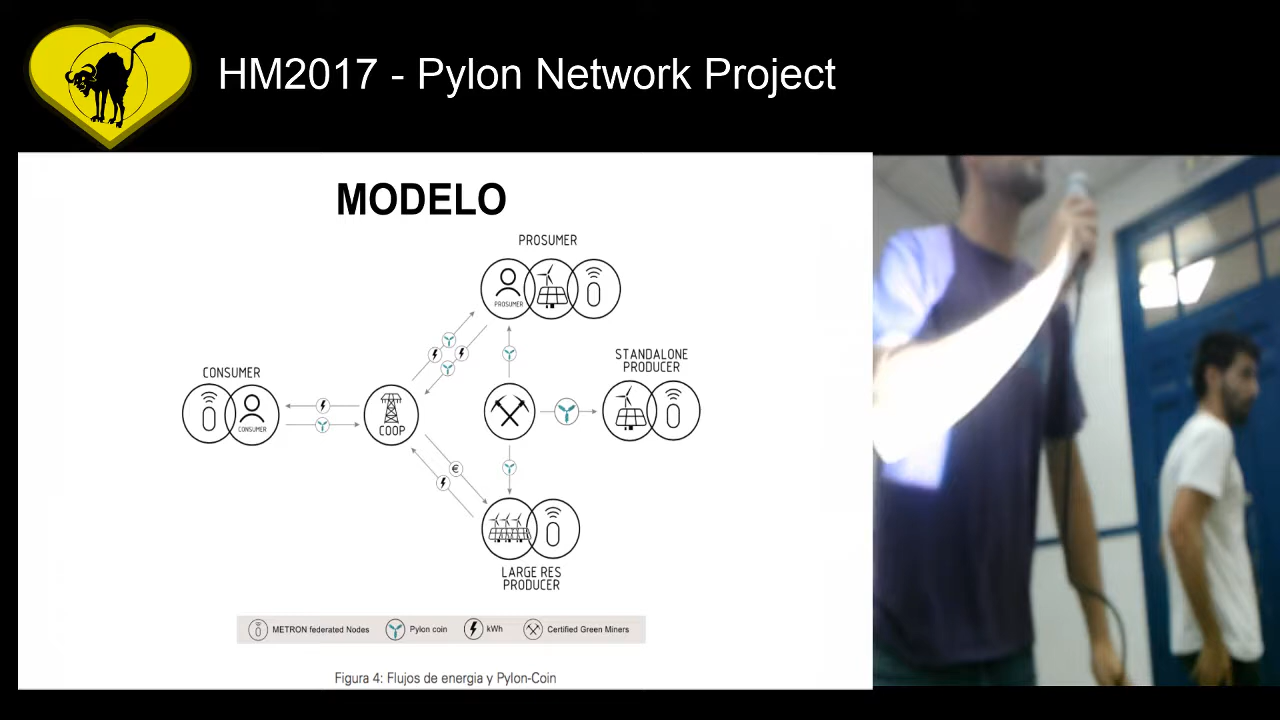 HM2017 - Pylon Network Project
MODELO
PROSUMER
PROSUMER
STANDALONE
PRODUCER
CONSUMER
CONSUMER
COOP
€
LARGE RES
PRODUCER
METRON federated Nodes
Pylon coin
kWh
Certified Green Miners
Figura 4: Flujos de energia y Pylon-Coin